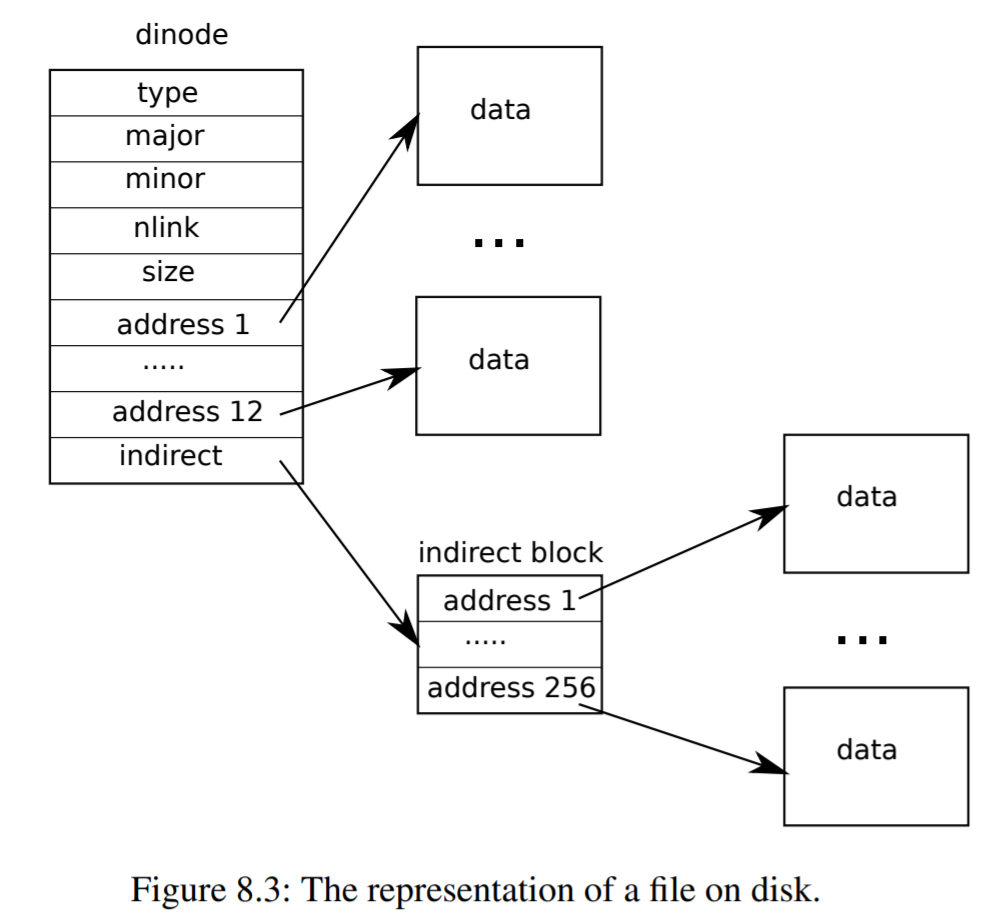 dinode
type
major
minor
nlink
size
address 1
.....
address 12
indirect
data
...
data
indirect block
address 1
.....
address 256
data
...
data
Figure 8.3: The representation of a file on disk.